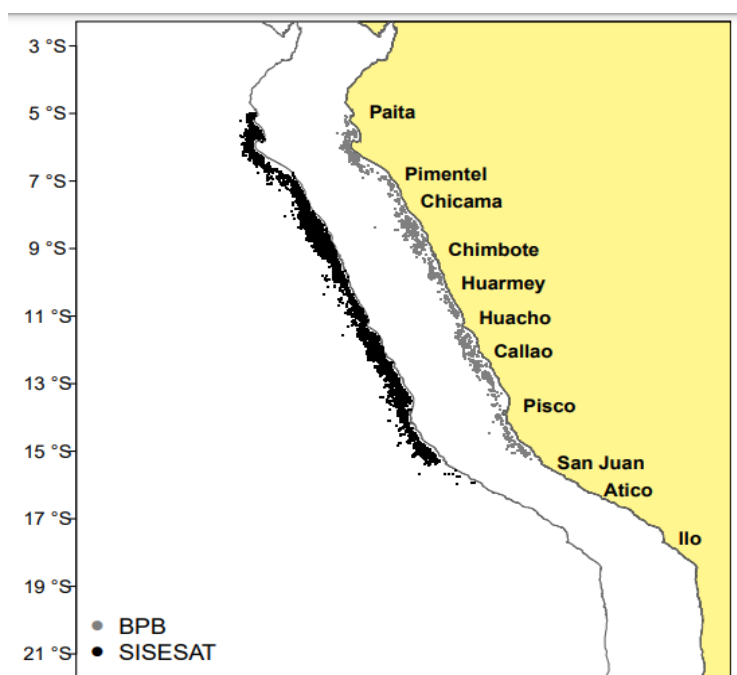 3 °S
5 °S
Paita
7 °S
Pimentel
Chicama
9 °S
Chimbote
Huarmey
11 °S
Huacho
Callao
13 °S
Pisco
15 °S
San Juan
Atico
17 °S
Ilo
19 °S
BPB
SISESAT
21 °S